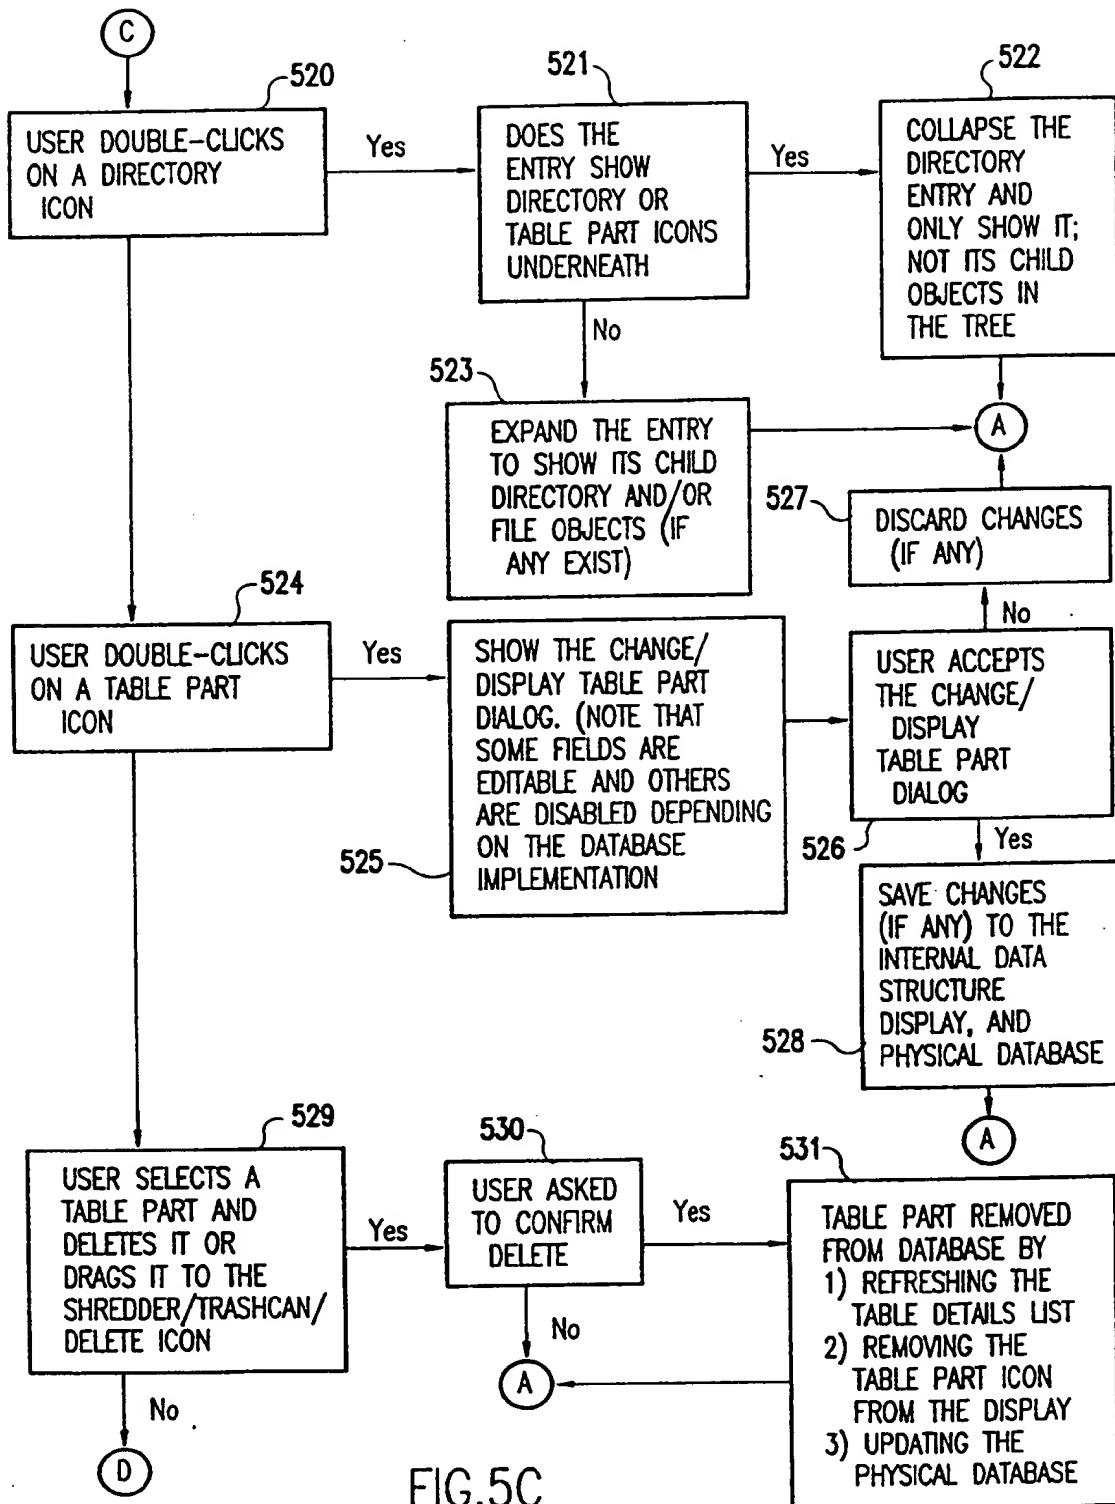 C
520
USER DOUBLE-CLICKS
ON A DIRECTORY
ICON
Yes
521
DOES THE
ENTRY SHOW
DIRECTORY OR
TABLE PART ICONS
UNDERNEATH
Yes
522
COLLAPSE THE
DIRECTORY
ENTRY AND
ONLY SHOW IT;
NOT ITS CHILD
OBJECTS IN
THE TREE
No
523
EXPAND THE ENTRY
TO SHOW ITS CHILD
DIRECTORY AND/OR
FILE OBJECTS (IF
ANY EXIST)
A
527
DISCARD CHANGES
(IF ANY)
No
524
USER DOUBLE-CLICKS
ON A TABLE PART
ICON
Yes
SHOW THE CHANGE/
DISPLAY TABLE PART
DIALOG. (NOTE THAT
SOME FIELDS ARE
EDITABLE AND OTHERS
ARE DISABLED DEPENDING
ON THE DATABASE
IMPLEMENTATION
525
USER ACCEPTS
THE CHANGE/
DISPLAY
TABLE PART
DIALOG
526
Yes
SAVE CHANGES
(IF ANY) TO THE
INTERNAL DATA
STRUCTURE
DISPLAY, AND
PHYSICAL DATABASE
528
A
529
USER SELECTS A
TABLE PART AND
DELETES IT OR
DRAGS IT TO THE
SHREDDER/TRASHCAN/
DELETE ICON
Yes
530
USER ASKED
TO CONFIRM
DELETE
Yes
531
TABLE PART REMOVED
FROM DATABASE BY
1) REFRESHING THE
TABLE DETAILS LIST
2) REMOVING THE
TABLE PART ICON
FROM THE DISPLAY
3) UPDATING THE
PHYSICAL DATABASE
No
A
No
D
FIG.5C